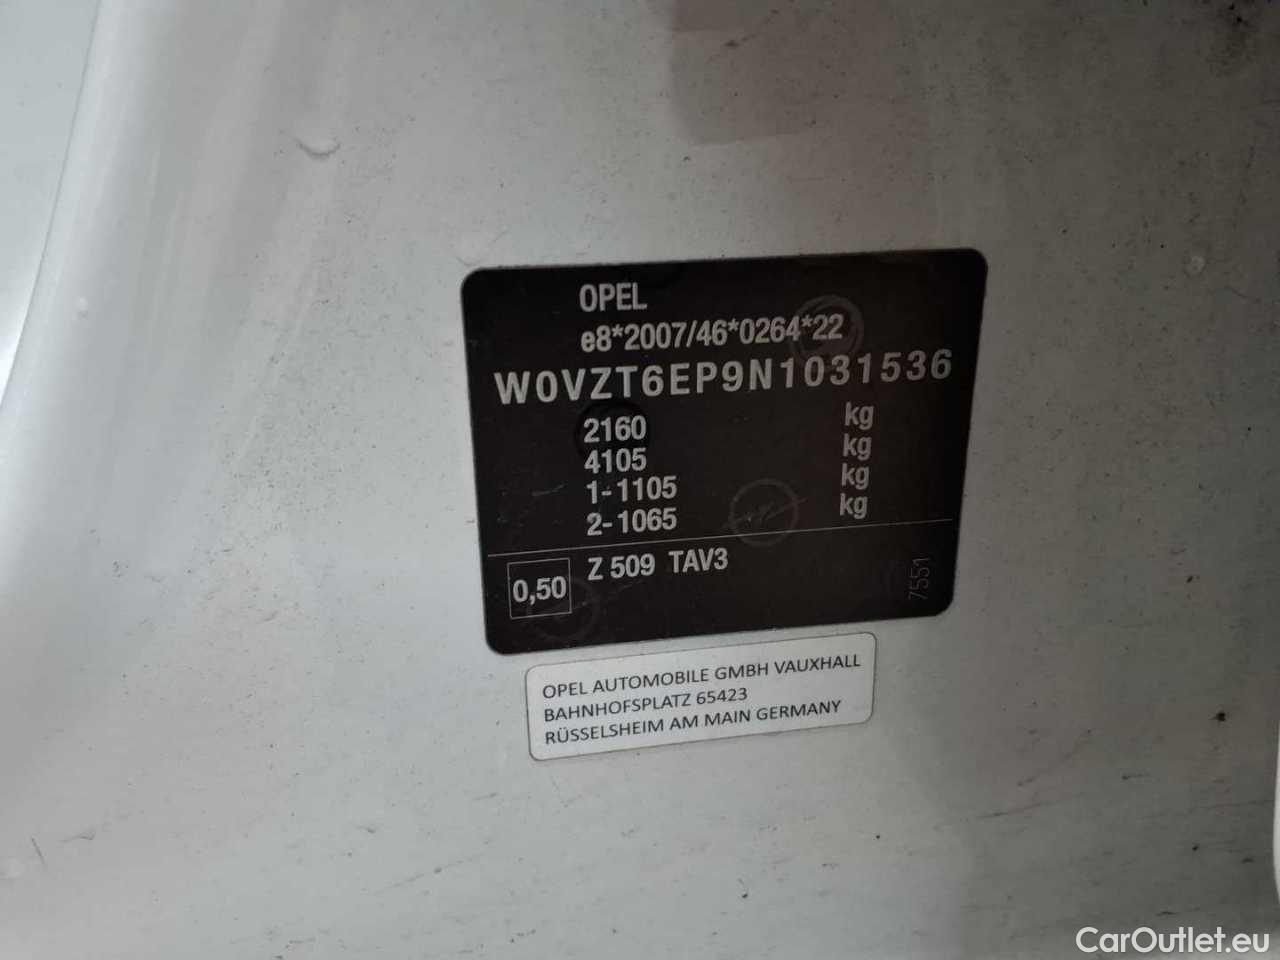 OPEL
e8*2007/46*0264*22
W0VZT6EP9N1031536
2160 kg
4105 kg
1-1105 kg
2-1065 kg
0,50 Z 509 TAV3
7551
OPEL AUTOMOBILE GMBH VAUXHALL
BAHNHOFSPLATZ 65423
RÜSSELSHEIM AM MAIN GERMANY
CarOutlet.eu